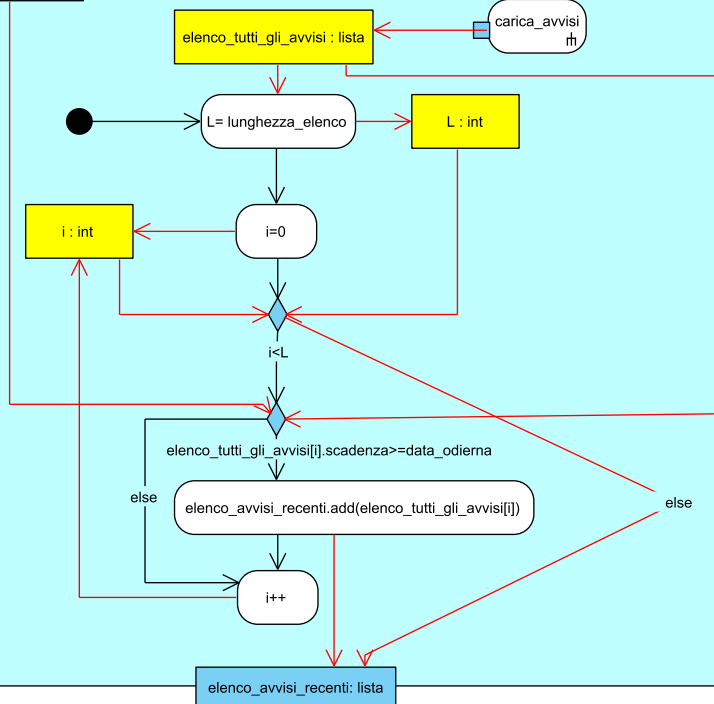 carica_avvisi
elenco_tutti_gli_avvisi : lista
L= lunghezza_elenco
L : int
i : int
i=0
i<L
elenco_tutti_gli_avvisi[i].scadenza>=data_odierna
else
elenco_avvisi_recenti.add(elenco_tutti_gli_avvisi[i])
else
i++
elenco_avvisi_recenti: lista